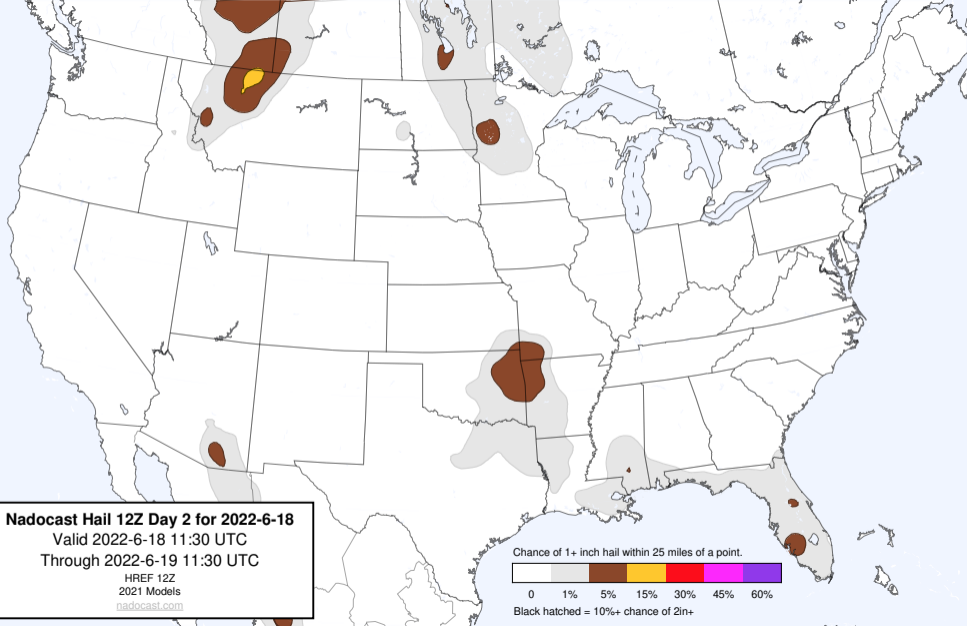 Nadocast Hail 12Z Day 2 for 2022-6-18
Valid 2022-6-18 11:30 UTC
Through 2022-6-19 11:30 UTC
HREF 12Z
2021 Models
nadocast.com
Chance of 1+ inch hail within 25 miles of a point.
0 1% 5% 15% 30% 45% 60%
Black hatched = 10%+ chance of 2in+